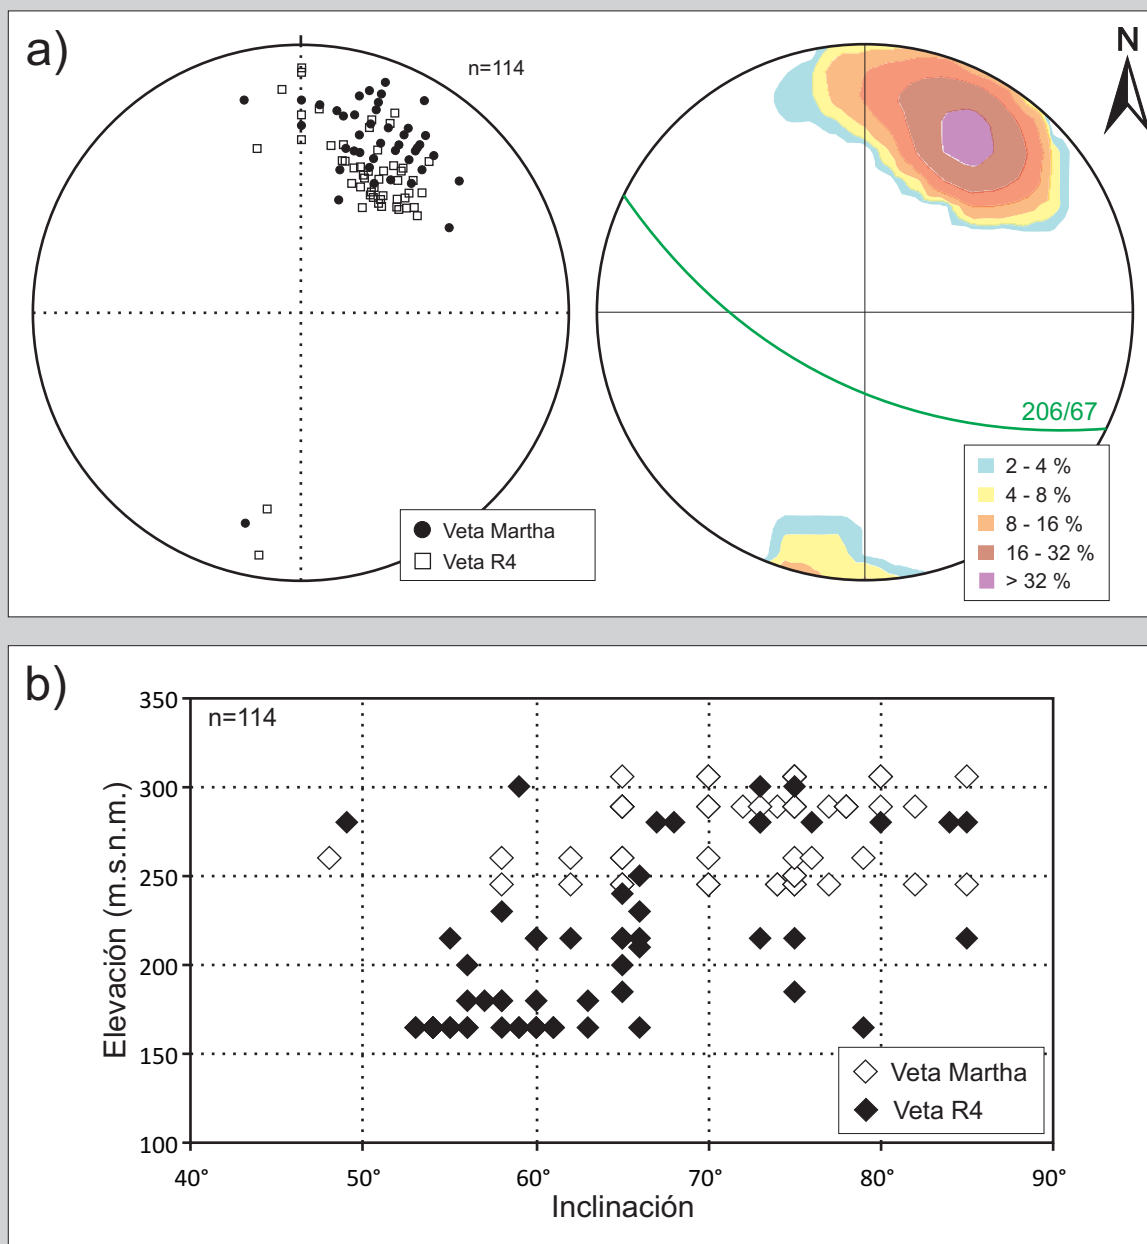 a)
n=114
N
206/67
Veta Martha
Veta R4
2 - 4 %
4 - 8 %
8 - 16 %
16 - 32 %
> 32 %
b)
n=114
350
300
250
200
150
100
Elevación (m.s.n.m.)
Veta Martha
Veta R4
40° 50° 60° 70° 80° 90°
Inclinación